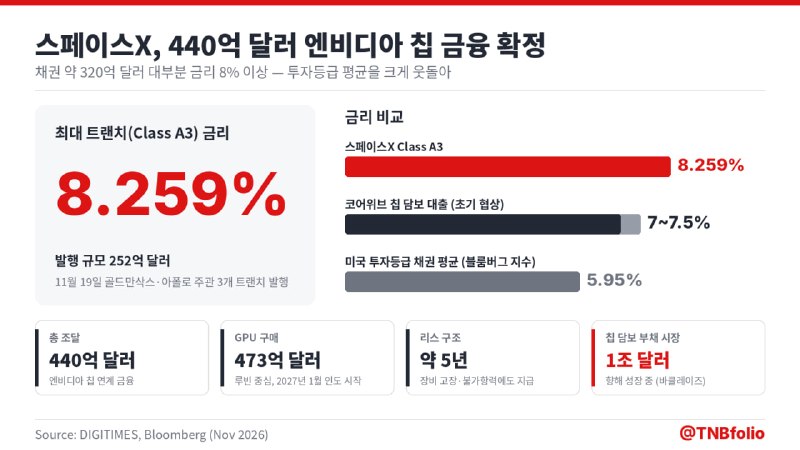 스페이스X, 440억 달러 엔비디아 칩 금융 확정
채권 약 320억 달러 대부분 금리 8% 이상 — 투자등급 평균을 크게 웃돌아
최대 트랜치(Class A3) 금리
8.259%
발행 규모 252억 달러
11월 19일 골드만삭스·아폴로 주관 3개 트랜치 발행
금리 비교
스페이스X Class A3
8.259%
코어위브 칩 담보 대출 (초기 협상)
7~7.5%
미국 투자등급 채권 평균 (블룸버그 지수)
5.95%
총 조달
440억 달러
엔비디아 칩 연계 금융
GPU 구매
473억 달러
루빈 중심, 2027년 1월 인도 시작
리스 구조
약 5년
장비 고장·불가항력에도 지급
칩 담보 부채 시장
1조 달러
향해 성장 중 (바클레이즈)
Source: DIGITIMES, Bloomberg (Nov 2026)
@TNBfolio